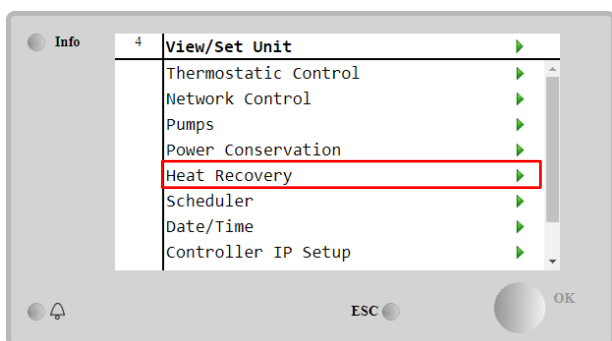 Info
4 View/Set Unit
Thermostatic Control
Network Control
Pumps
Power Conservation
Heat Recovery
Scheduler
Date/Time
Controller IP Setup
ESC
OK